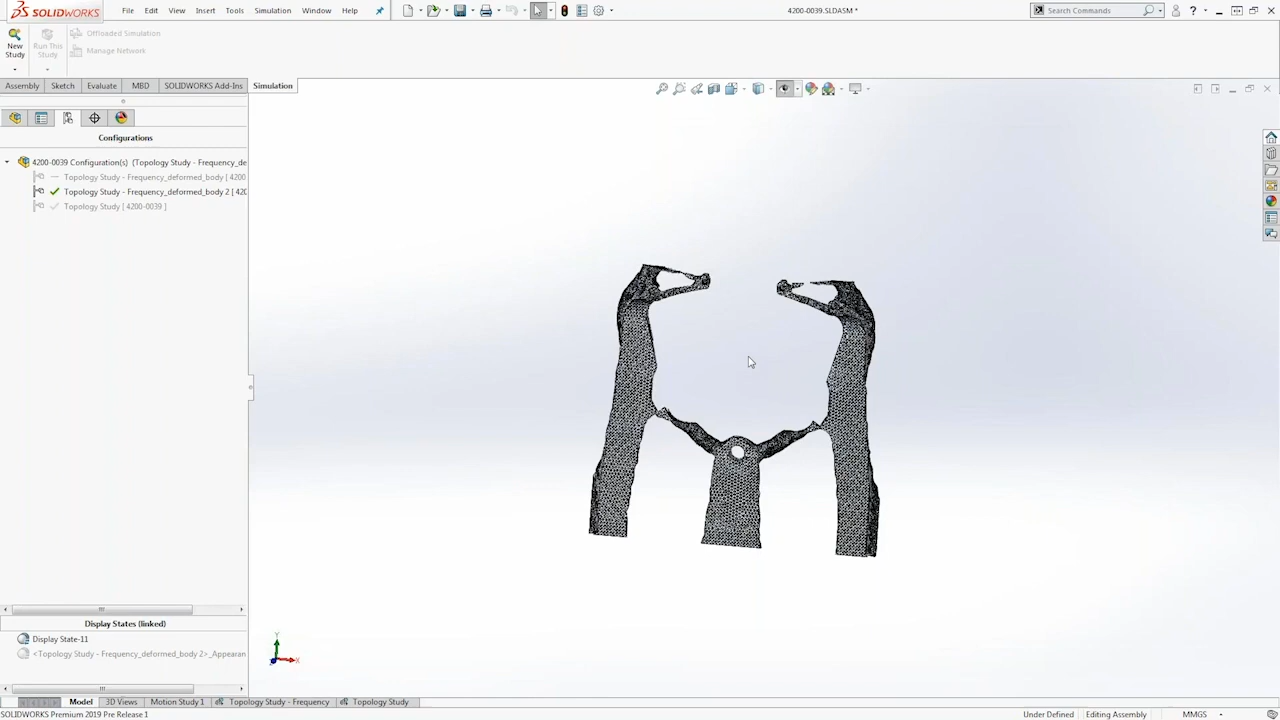 SOLIDWORKS File Edit View Insert Tools Simulation Window Help 4200-0039.SLDASM * Search Commands
New Study
Run This Study
Offloaded Simulation
Manage Network
Assembly Sketch Evaluate MBD SOLIDWORKS Add-Ins Simulation
Configurations
4200-0039 Configuration(s) (Topology Study - Frequency_de
Topology Study - Frequency_deformed_body [ 4200
Topology Study - Frequency_deformed_body 2 [ 420
Topology Study [ 4200-0039 ]
Display States (linked)
Display State-11
<Topology Study - Frequency_deformed_body 2>_Appearan
Y
X
Model 3D Views Motion Study 1 Topology Study - Frequency Topology Study
SOLIDWORKS Premium 2019 Pre Release 1 Under Defined Editing Assembly MMGS